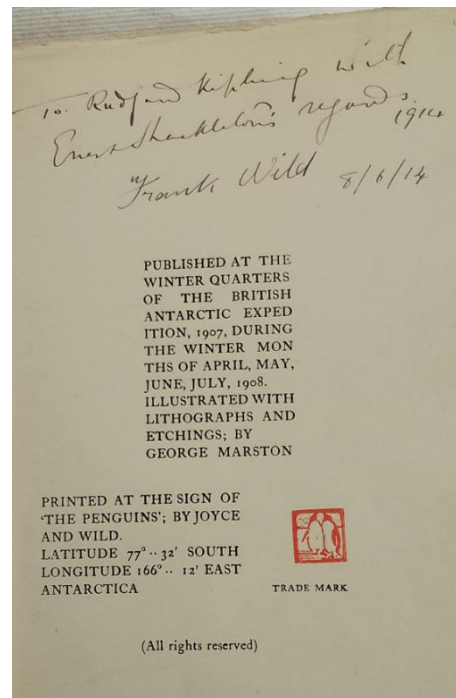 To Rudyard Kipling with
Ernest Shackleton's regards
1914
Frank Wild 8/6/14
PUBLISHED AT THE
WINTER QUARTERS
OF THE BRITISH
ANTARCTIC EXPED
ITION, 1907, DURING
THE WINTER MON
THS OF APRIL, MAY,
JUNE, JULY, 1908.
ILLUSTRATED WITH
LITHOGRAPHS AND
ETCHINGS; BY
GEORGE MARSTON
PRINTED AT THE SIGN OF
'THE PENGUINS'; BY JOYCE
AND WILD.
LATITUDE 77° ·· 32' SOUTH
LONGITUDE 166° ·· 12' EAST
ANTARCTICA
TRADE MARK
(All rights reserved)